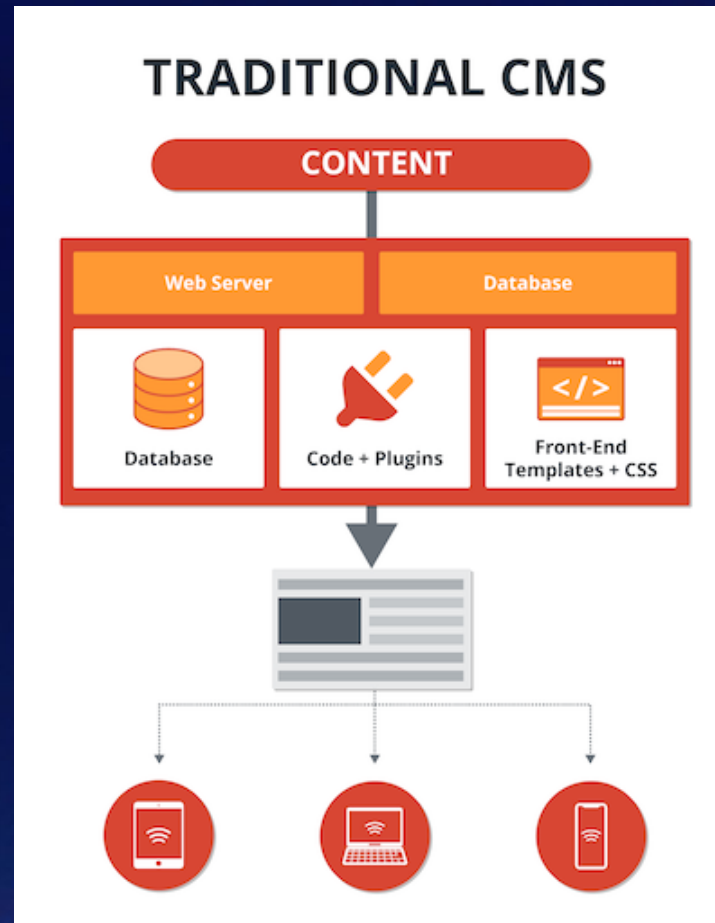 TRADITIONAL CMS
CONTENT
Web Server
Database
Database
Code + Plugins
</>
Front-End
Templates + CSS